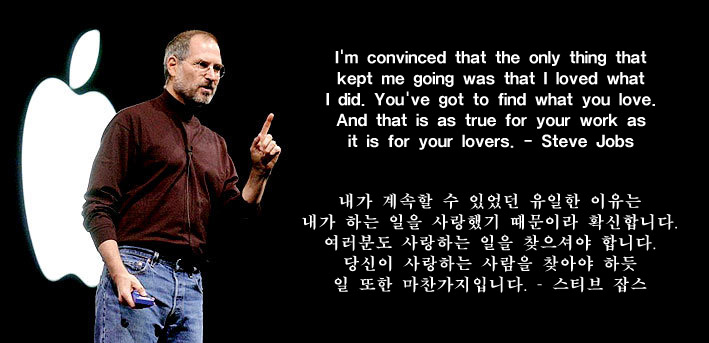 I'm convinced that the only thing that
kept me going was that I loved what
I did. You've got to find what you love.
And that is as true for your work as
it is for your lovers. - Steve Jobs
내가 계속할 수 있었던 유일한 이유는
내가 하는 일을 사랑했기 때문이라 확신합니다.
여러분도 사랑하는 일을 찾으셔야 합니다.
당신이 사랑하는 사람을 찾아야 하듯
일 또한 마찬가지입니다. - 스티브 잡스